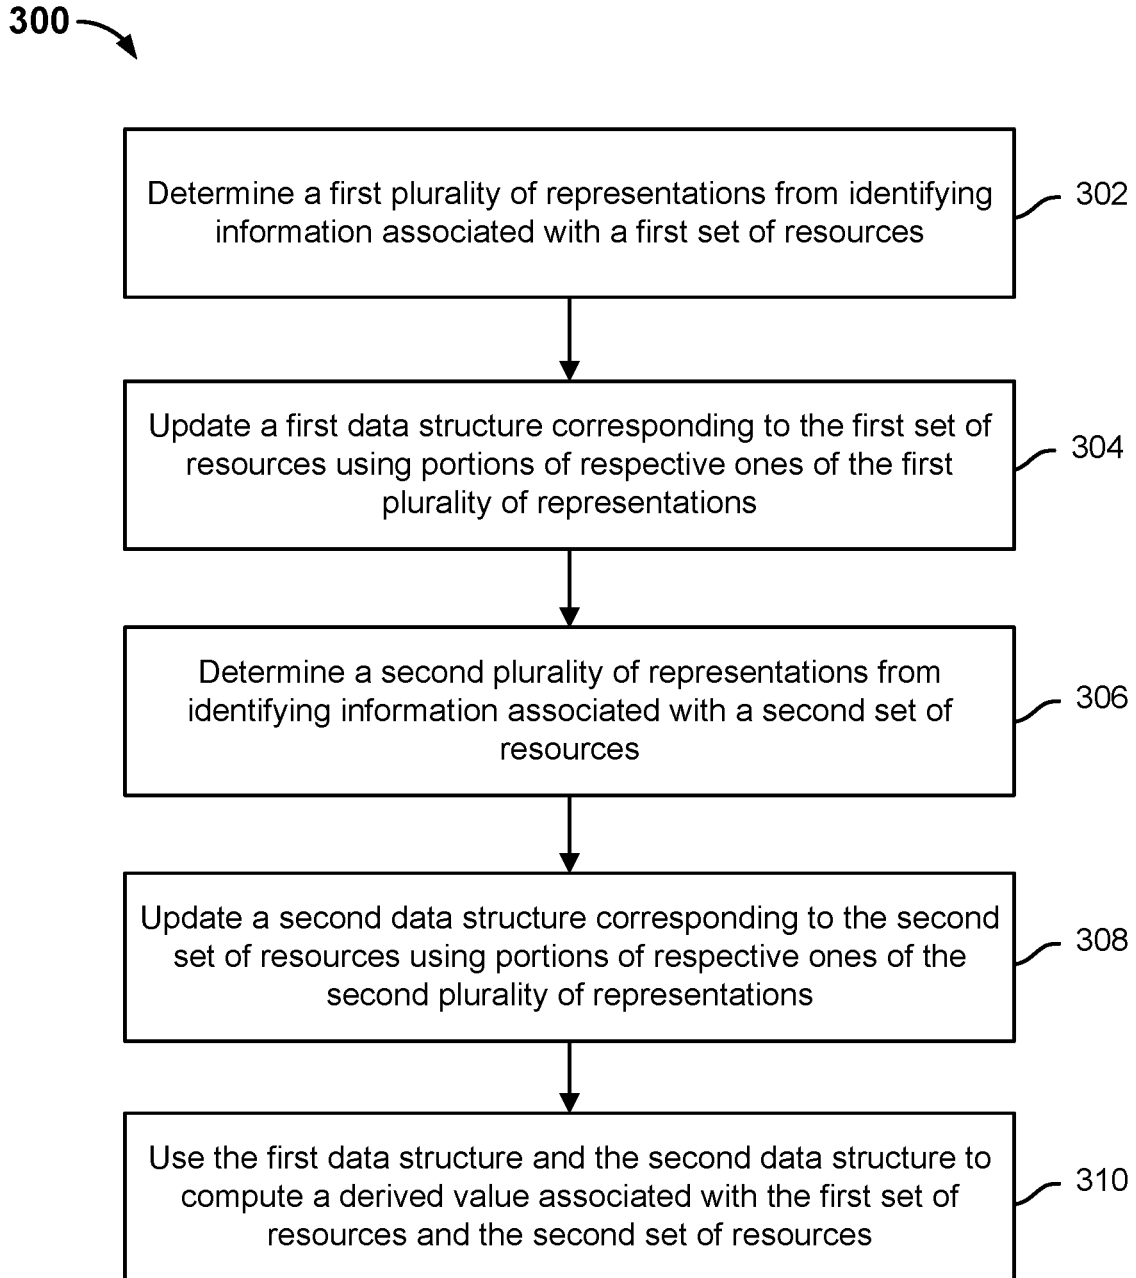 300
Determine a first plurality of representations from identifying
information associated with a first set of resources
302
Update a first data structure corresponding to the first set of
resources using portions of respective ones of the first
plurality of representations
304
Determine a second plurality of representations from
identifying information associated with a second set of
resources
306
Update a second data structure corresponding to the second
set of resources using portions of respective ones of the
second plurality of representations
308
Use the first data structure and the second data structure to
compute a derived value associated with the first set of
resources and the second set of resources
310